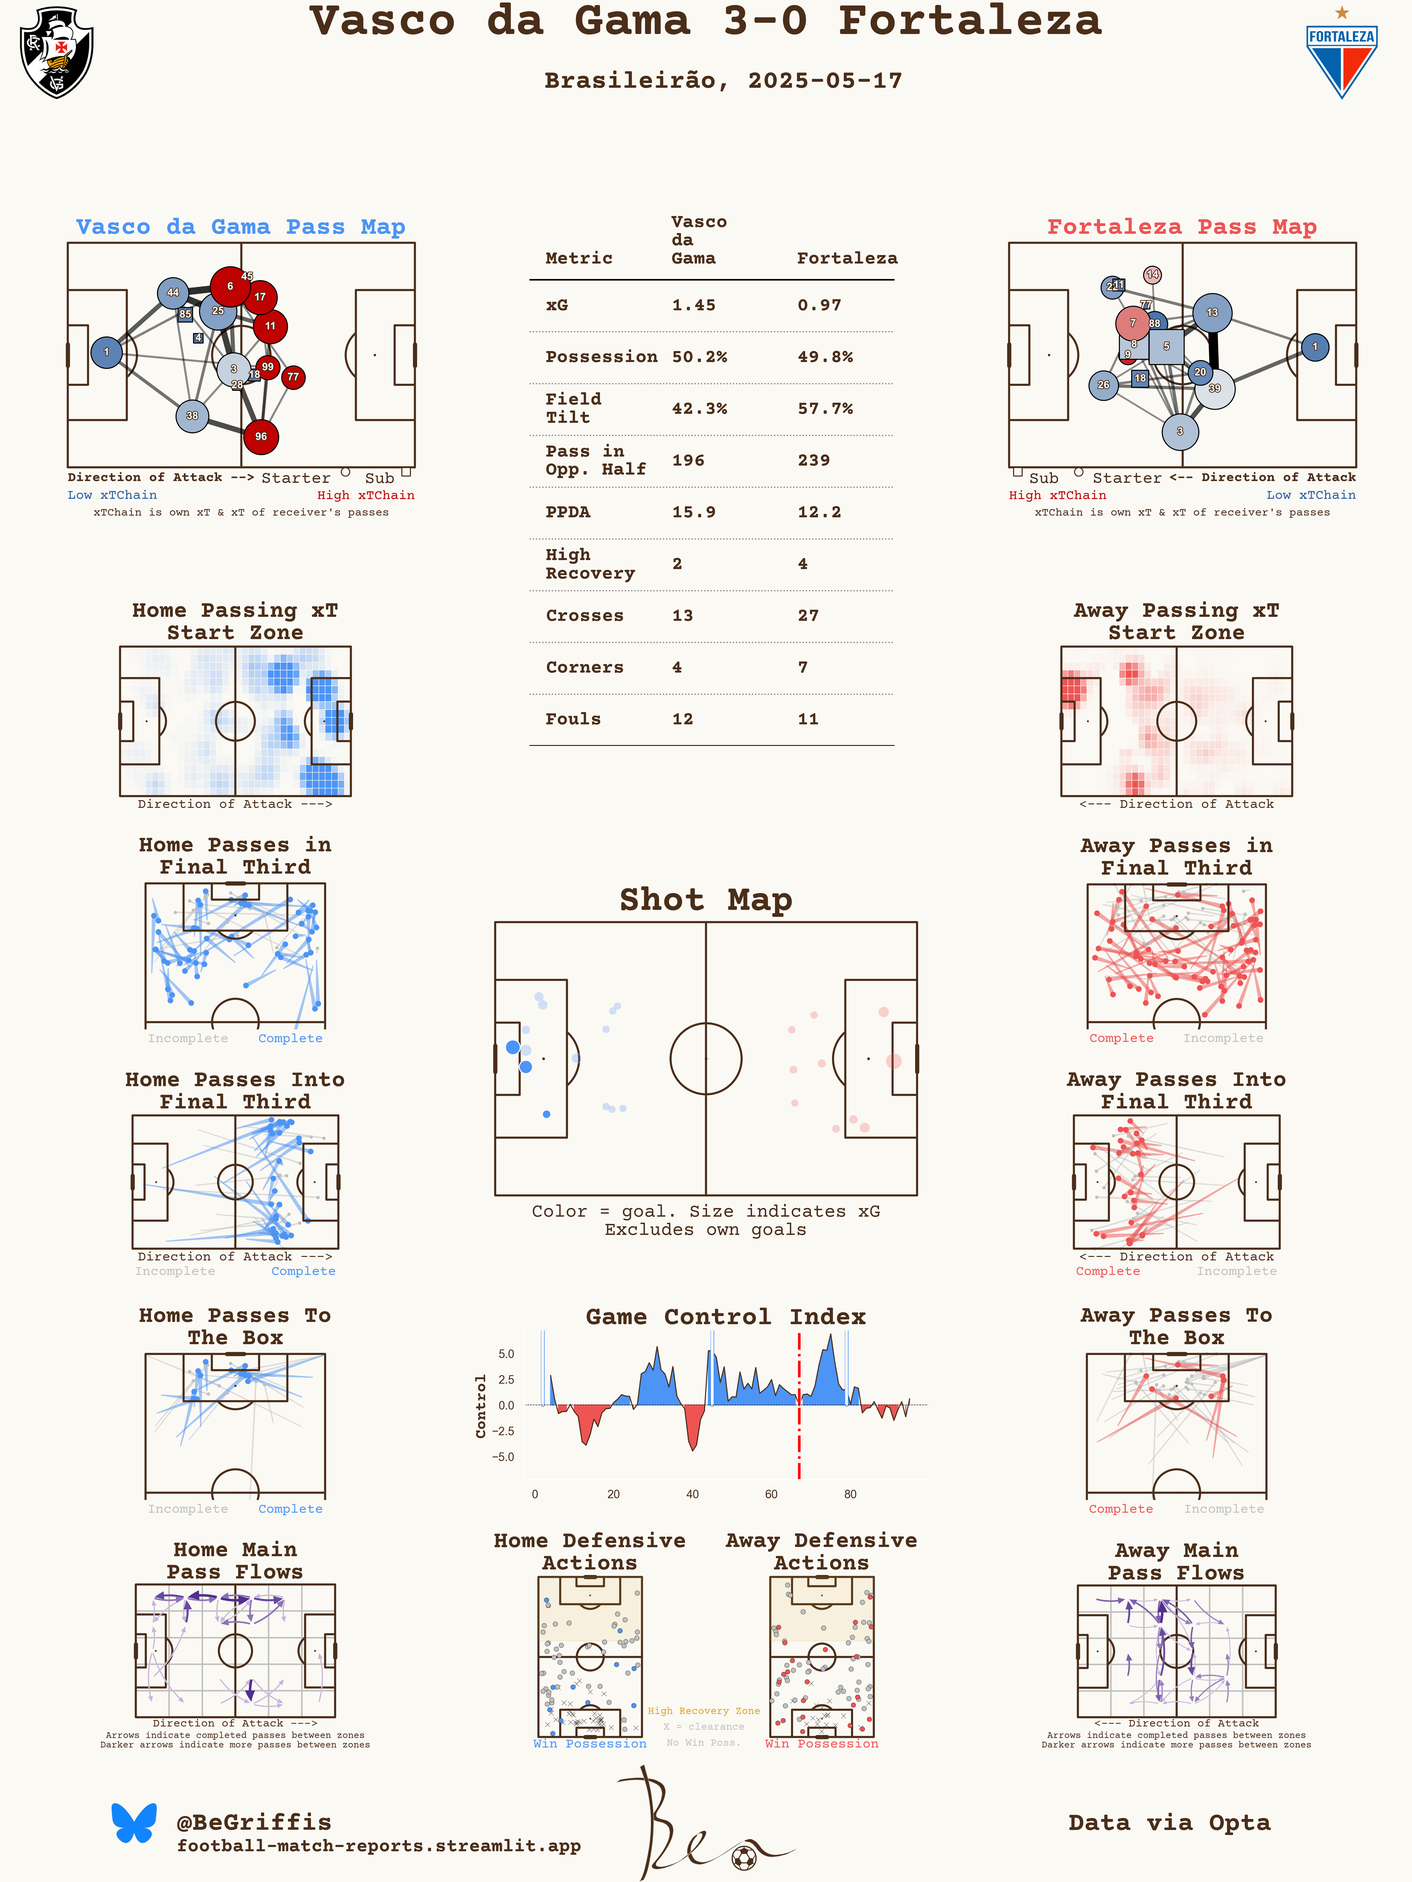 Vasco da Gama 3-0 Fortaleza
Brasileirão, 2025-05-17
FORTALEZA
Vasco da Gama Pass Map
45
6
44
17
85
25
11
4
1
3
99
18
77
28
38
96
Direction of Attack --> Starter Sub
Low xTChain High xTChain
xTChain is own xT & xT of receiver's passes
Metric Vasco da Gama Fortaleza
xG 1.45 0.97
Possession 50.2% 49.8%
Field Tilt 42.3% 57.7%
Pass in Opp. Half 196 239
PPDA 15.9 12.2
High Recovery 2 4
Crosses 13 27
Corners 4 7
Fouls 12 11
Fortaleza Pass Map
14
11
77
13
7
88
8
5
9
1
20
18
26
39
3
Sub Starter <-- Direction of Attack
High xTChain Low xTChain
xTChain is own xT & xT of receiver's passes
Home Passing xT
Start Zone
Direction of Attack --->
Away Passing xT
Start Zone
<--- Direction of Attack
Home Passes in
Final Third
Incomplete Complete
Shot Map
Color = goal. Size indicates xG
Excludes own goals
Away Passes in
Final Third
Complete Incomplete
Home Passes Into
Final Third
Direction of Attack --->
Incomplete Complete
Away Passes Into
Final Third
<--- Direction of Attack
Complete Incomplete
Home Passes To
The Box
Incomplete Complete
Game Control Index
Control
5.0
2.5
0.0
−2.5
−5.0
0 20 40 60 80
Away Passes To
The Box
Complete Incomplete
Home Main
Pass Flows
Direction of Attack --->
Arrows indicate completed passes between zones
Darker arrows indicate more passes between zones
Home Defensive
Actions
Win Possession
High Recovery Zone
X = clearance
No Win Poss.
Away Defensive
Actions
Win Possession
Away Main
Pass Flows
<--- Direction of Attack
Arrows indicate completed passes between zones
Darker arrows indicate more passes between zones
@BeGriffis
football-match-reports.streamlit.app
Ben
Data via Opta